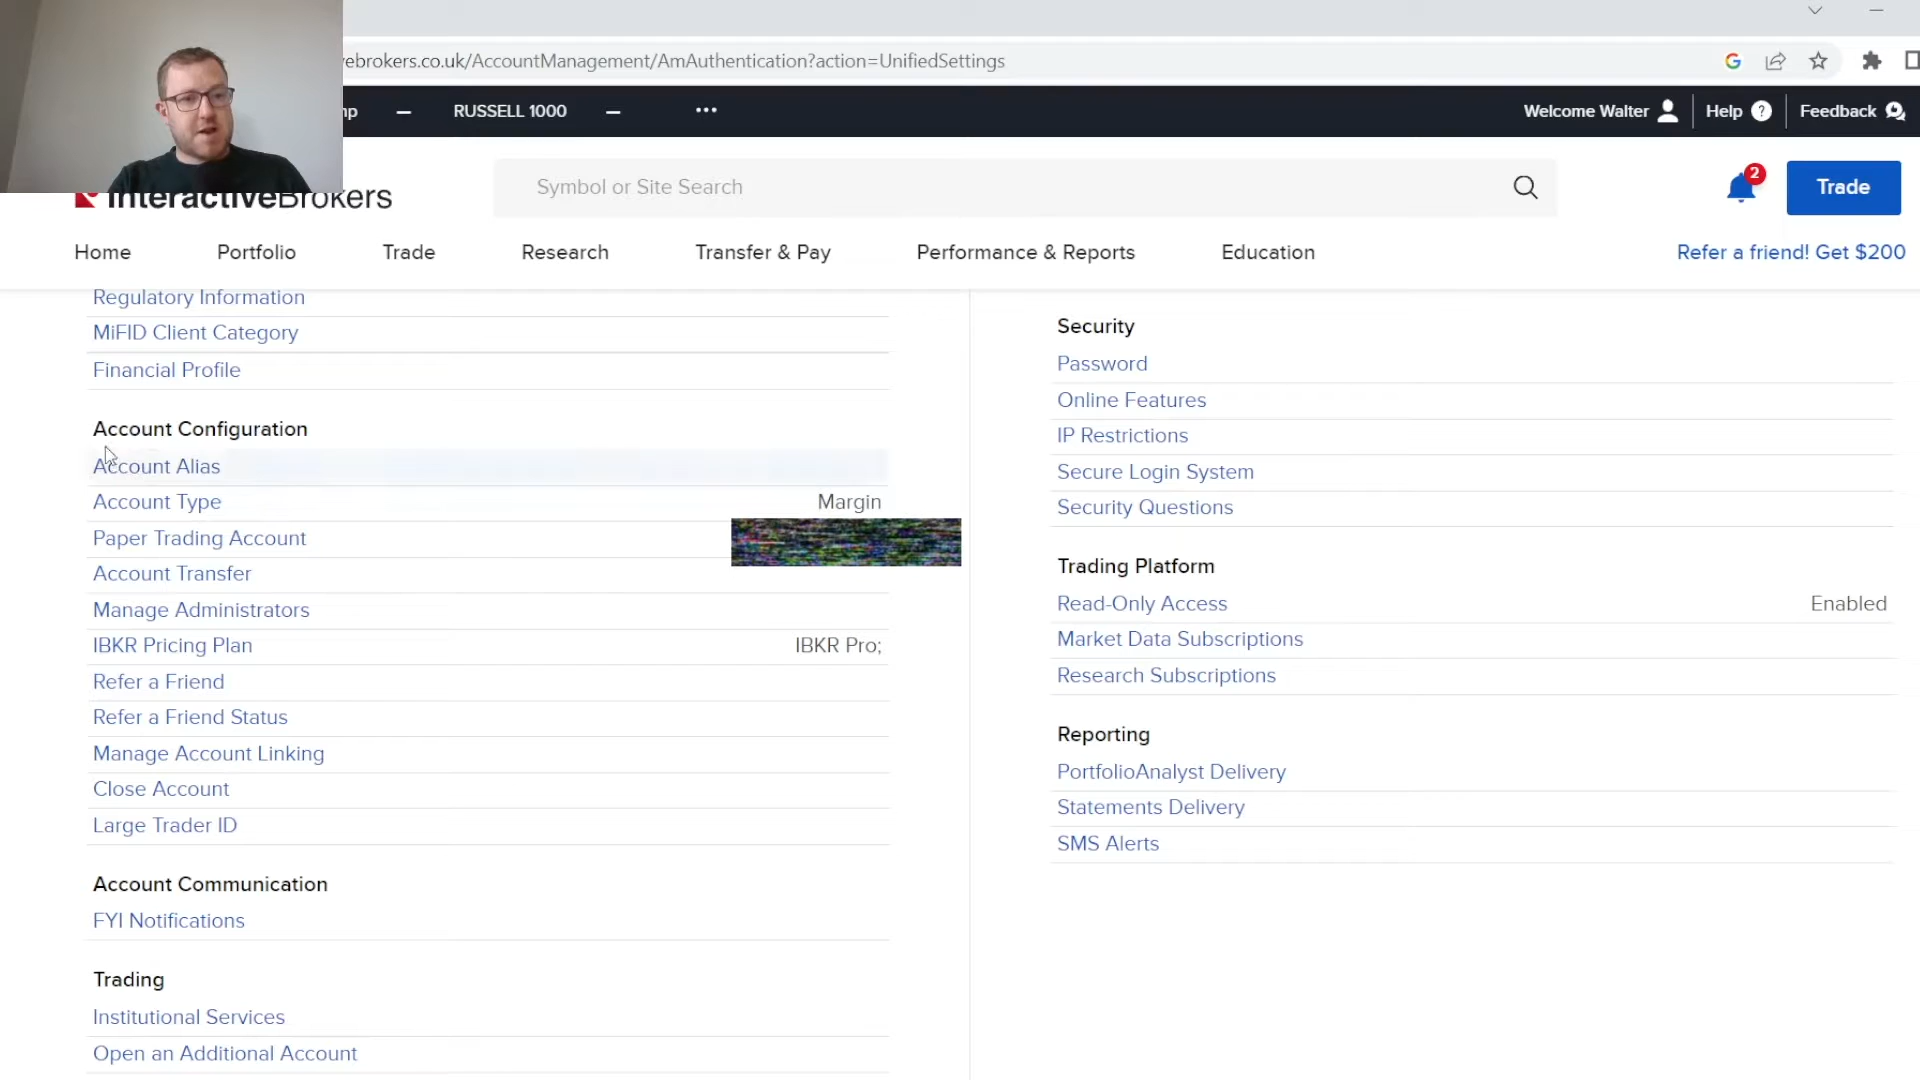 ebrokers.co.uk/AccountManagement/AmAuthentication?action=UnifiedSettings
RUSSELL 1000
Welcome Walter
Help
Feedback
InteractiveBrokers
Symbol or Site Search
2
Trade
Home
Portfolio
Trade
Research
Transfer & Pay
Performance & Reports
Education
Refer a friend! Get $200
Regulatory Information
MiFID Client Category
Financial Profile
Account Configuration
Account Alias
Account Type Margin
Paper Trading Account
Account Transfer
Manage Administrators
IBKR Pricing Plan IBKR Pro;
Refer a Friend
Refer a Friend Status
Manage Account Linking
Close Account
Large Trader ID
Account Communication
FYI Notifications
Trading
Institutional Services
Open an Additional Account
Security
Password
Online Features
IP Restrictions
Secure Login System
Security Questions
Trading Platform
Read-Only Access Enabled
Market Data Subscriptions
Research Subscriptions
Reporting
PortfolioAnalyst Delivery
Statements Delivery
SMS Alerts